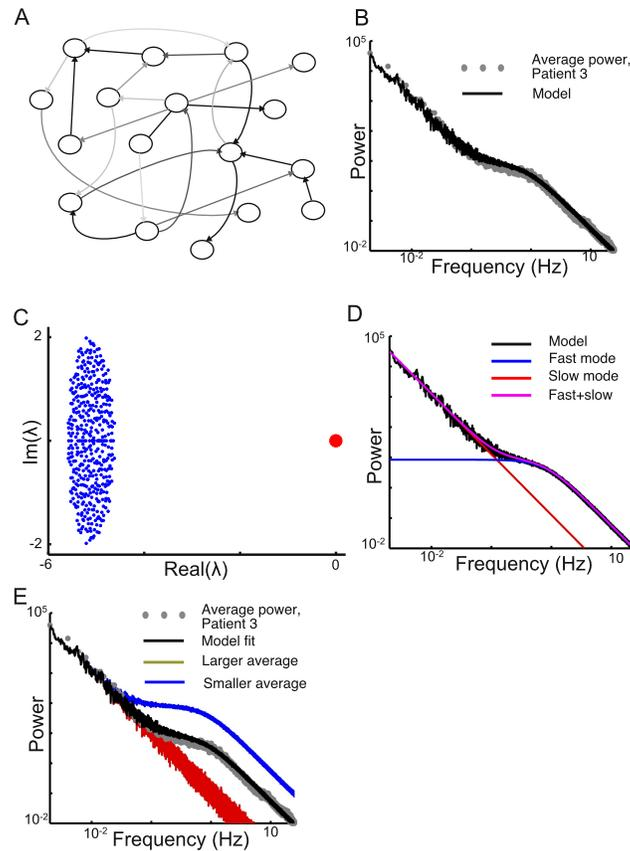 A
B
10^5
Average power,
Patient 3
Model
Power
10^-2
10^-2
10
Frequency (Hz)
C
2
Im(λ)
-2
-6
0
Real(λ)
D
10^5
Model
Fast mode
Slow mode
Fast+slow
Power
10^-2
10^-2
10
Frequency (Hz)
E
10^5
Average power,
Patient 3
Model fit
Larger average
Smaller average
Power
10^-2
10^-2
10
Frequency (Hz)